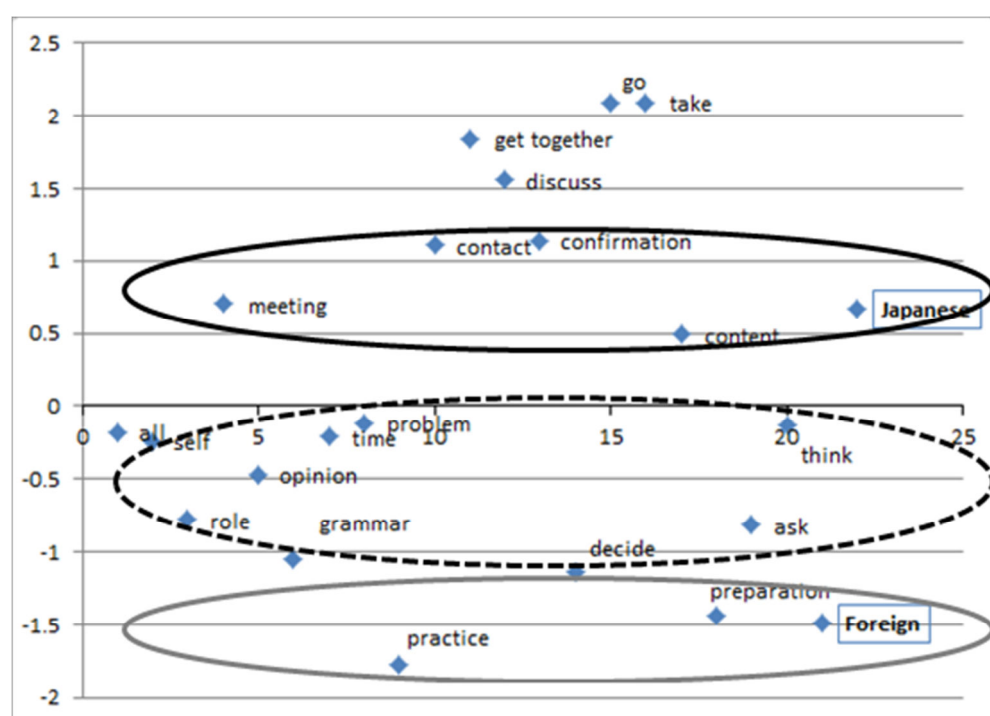 2.5
go
take
2
get together
1.5
discuss
contact
confirmation
1
meeting
Japanese
0.5
content
0
0
5
10
15
20
25
all
self
time
problem
think
-0.5
opinion
role
grammar
ask
-1
decide
preparation
-1.5
practice
Foreign
-2